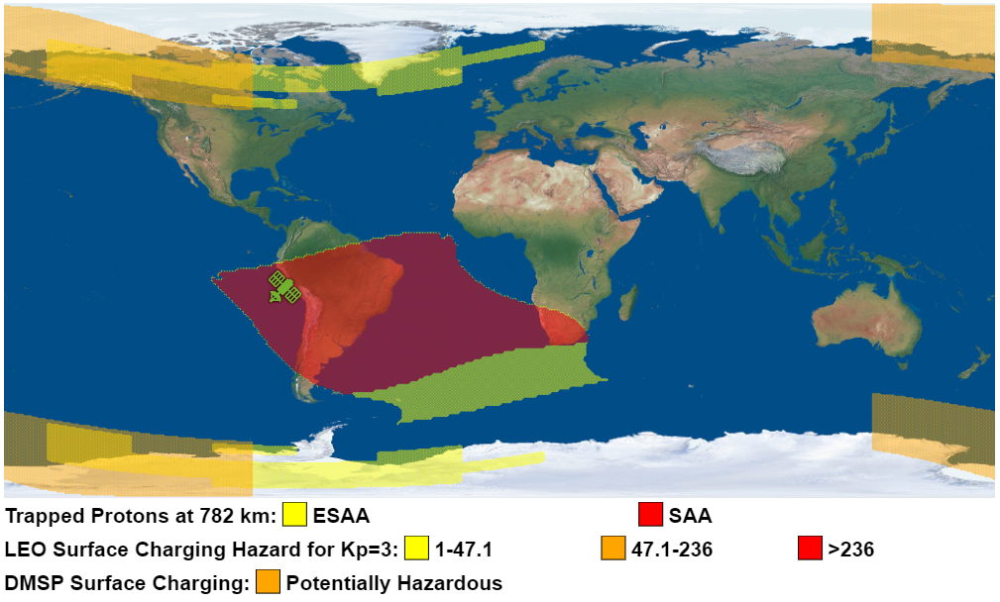 Trapped Protons at 782 km: ESAA SAA
LEO Surface Charging Hazard for Kp=3: 1-47.1 47.1-236 >236
DMSP Surface Charging: Potentially Hazardous